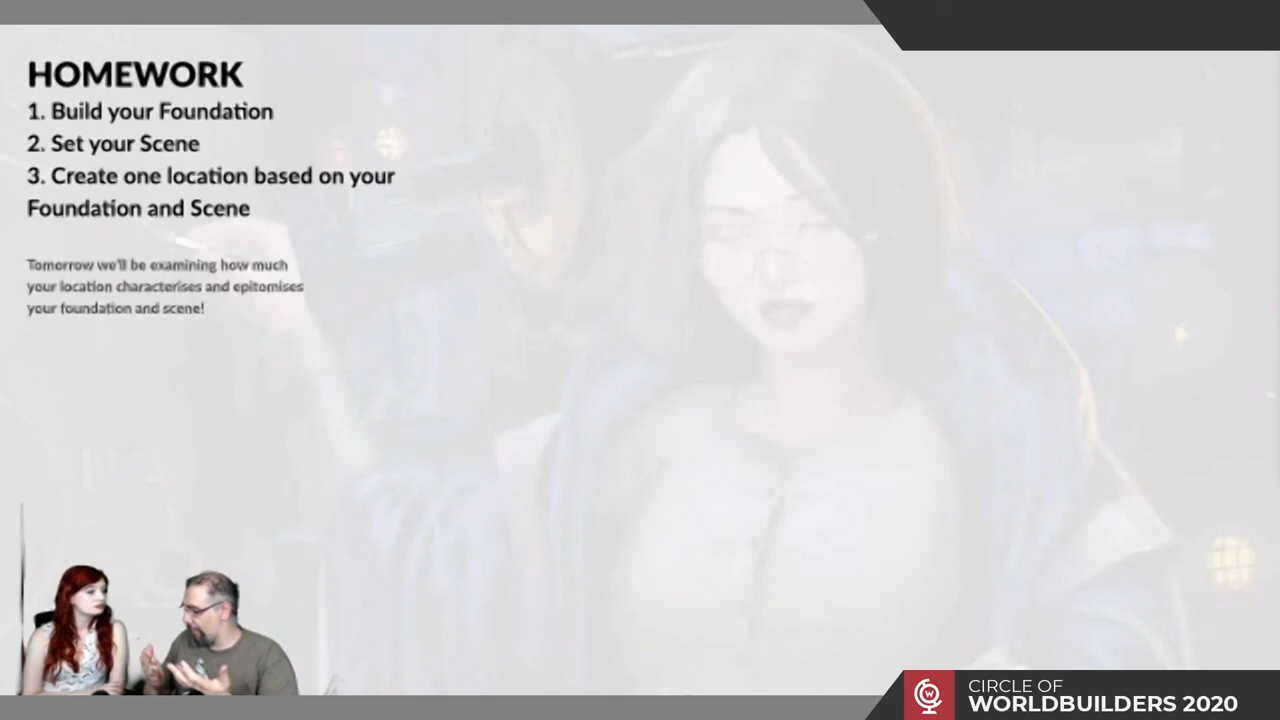 HOMEWORK
1. Build your Foundation
2. Set your Scene
3. Create one location based on your
Foundation and Scene
Tomorrow we'll be examining how much
your location characterises and epitomises
your foundation and scene!
W
CIRCLE OF
WORLDBUILDERS 2020